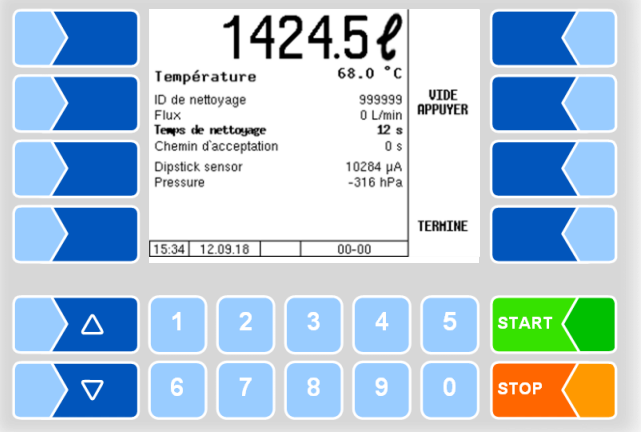 1424.5 ℓ
Température 68.0 °C
ID de nettoyage 999999
Flux 0 L/min
Temps de nettoyage 12 s
Chemin d'acceptation 0 s
Dipstick sensor 10284 µA
Pressure -316 hPa
VIDE
APPUYER
TERMINE
15:34 12.09.18 00-00
1 2 3 4 5 START
6 7 8 9 0 STOP